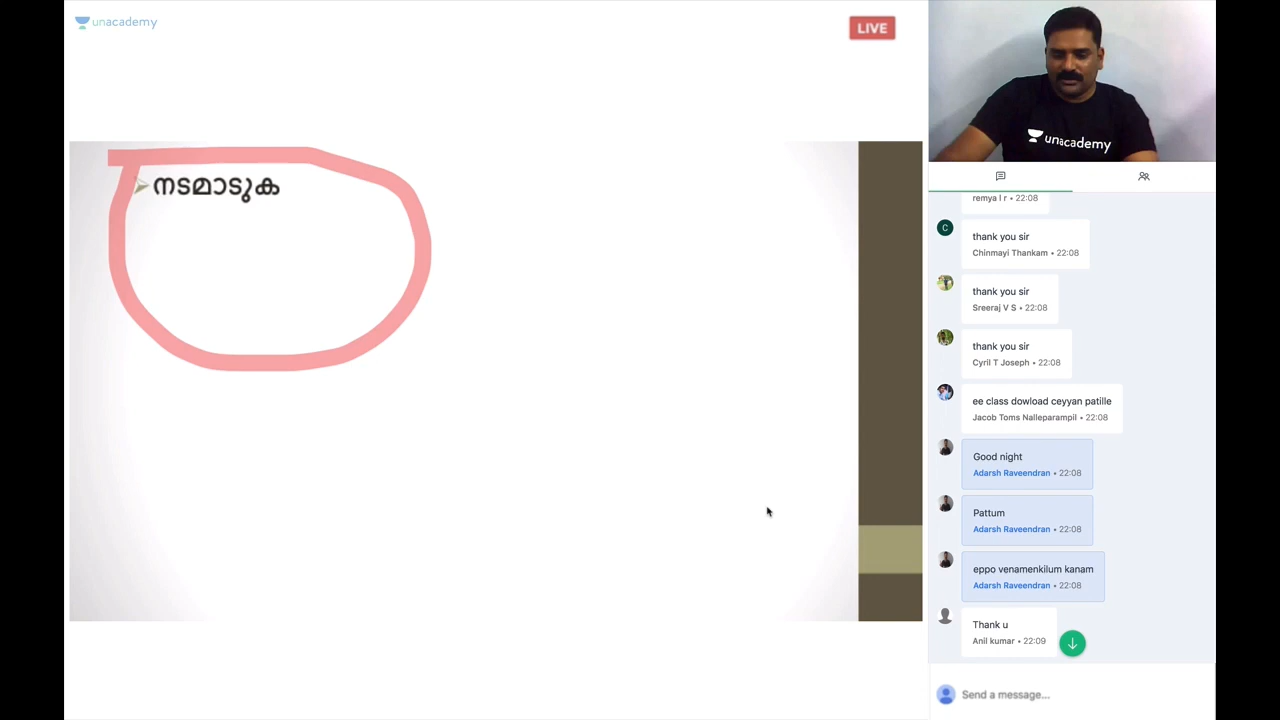 unacademy
LIVE
നടമാടുക
unacademy
remya l r • 22:08
C
thank you sir
Chinmayi Thankam • 22:08
thank you sir
Sreeraj V S • 22:08
thank you sir
Cyril T Joseph • 22:08
ee class dowload ceyyan patille
Jacob Toms Nalleparampil • 22:08
Good night
Adarsh Raveendran • 22:08
Pattum
Adarsh Raveendran • 22:08
eppo venamenkilum kanam
Adarsh Raveendran • 22:08
Thank u
Anil kumar • 22:09
Send a message...